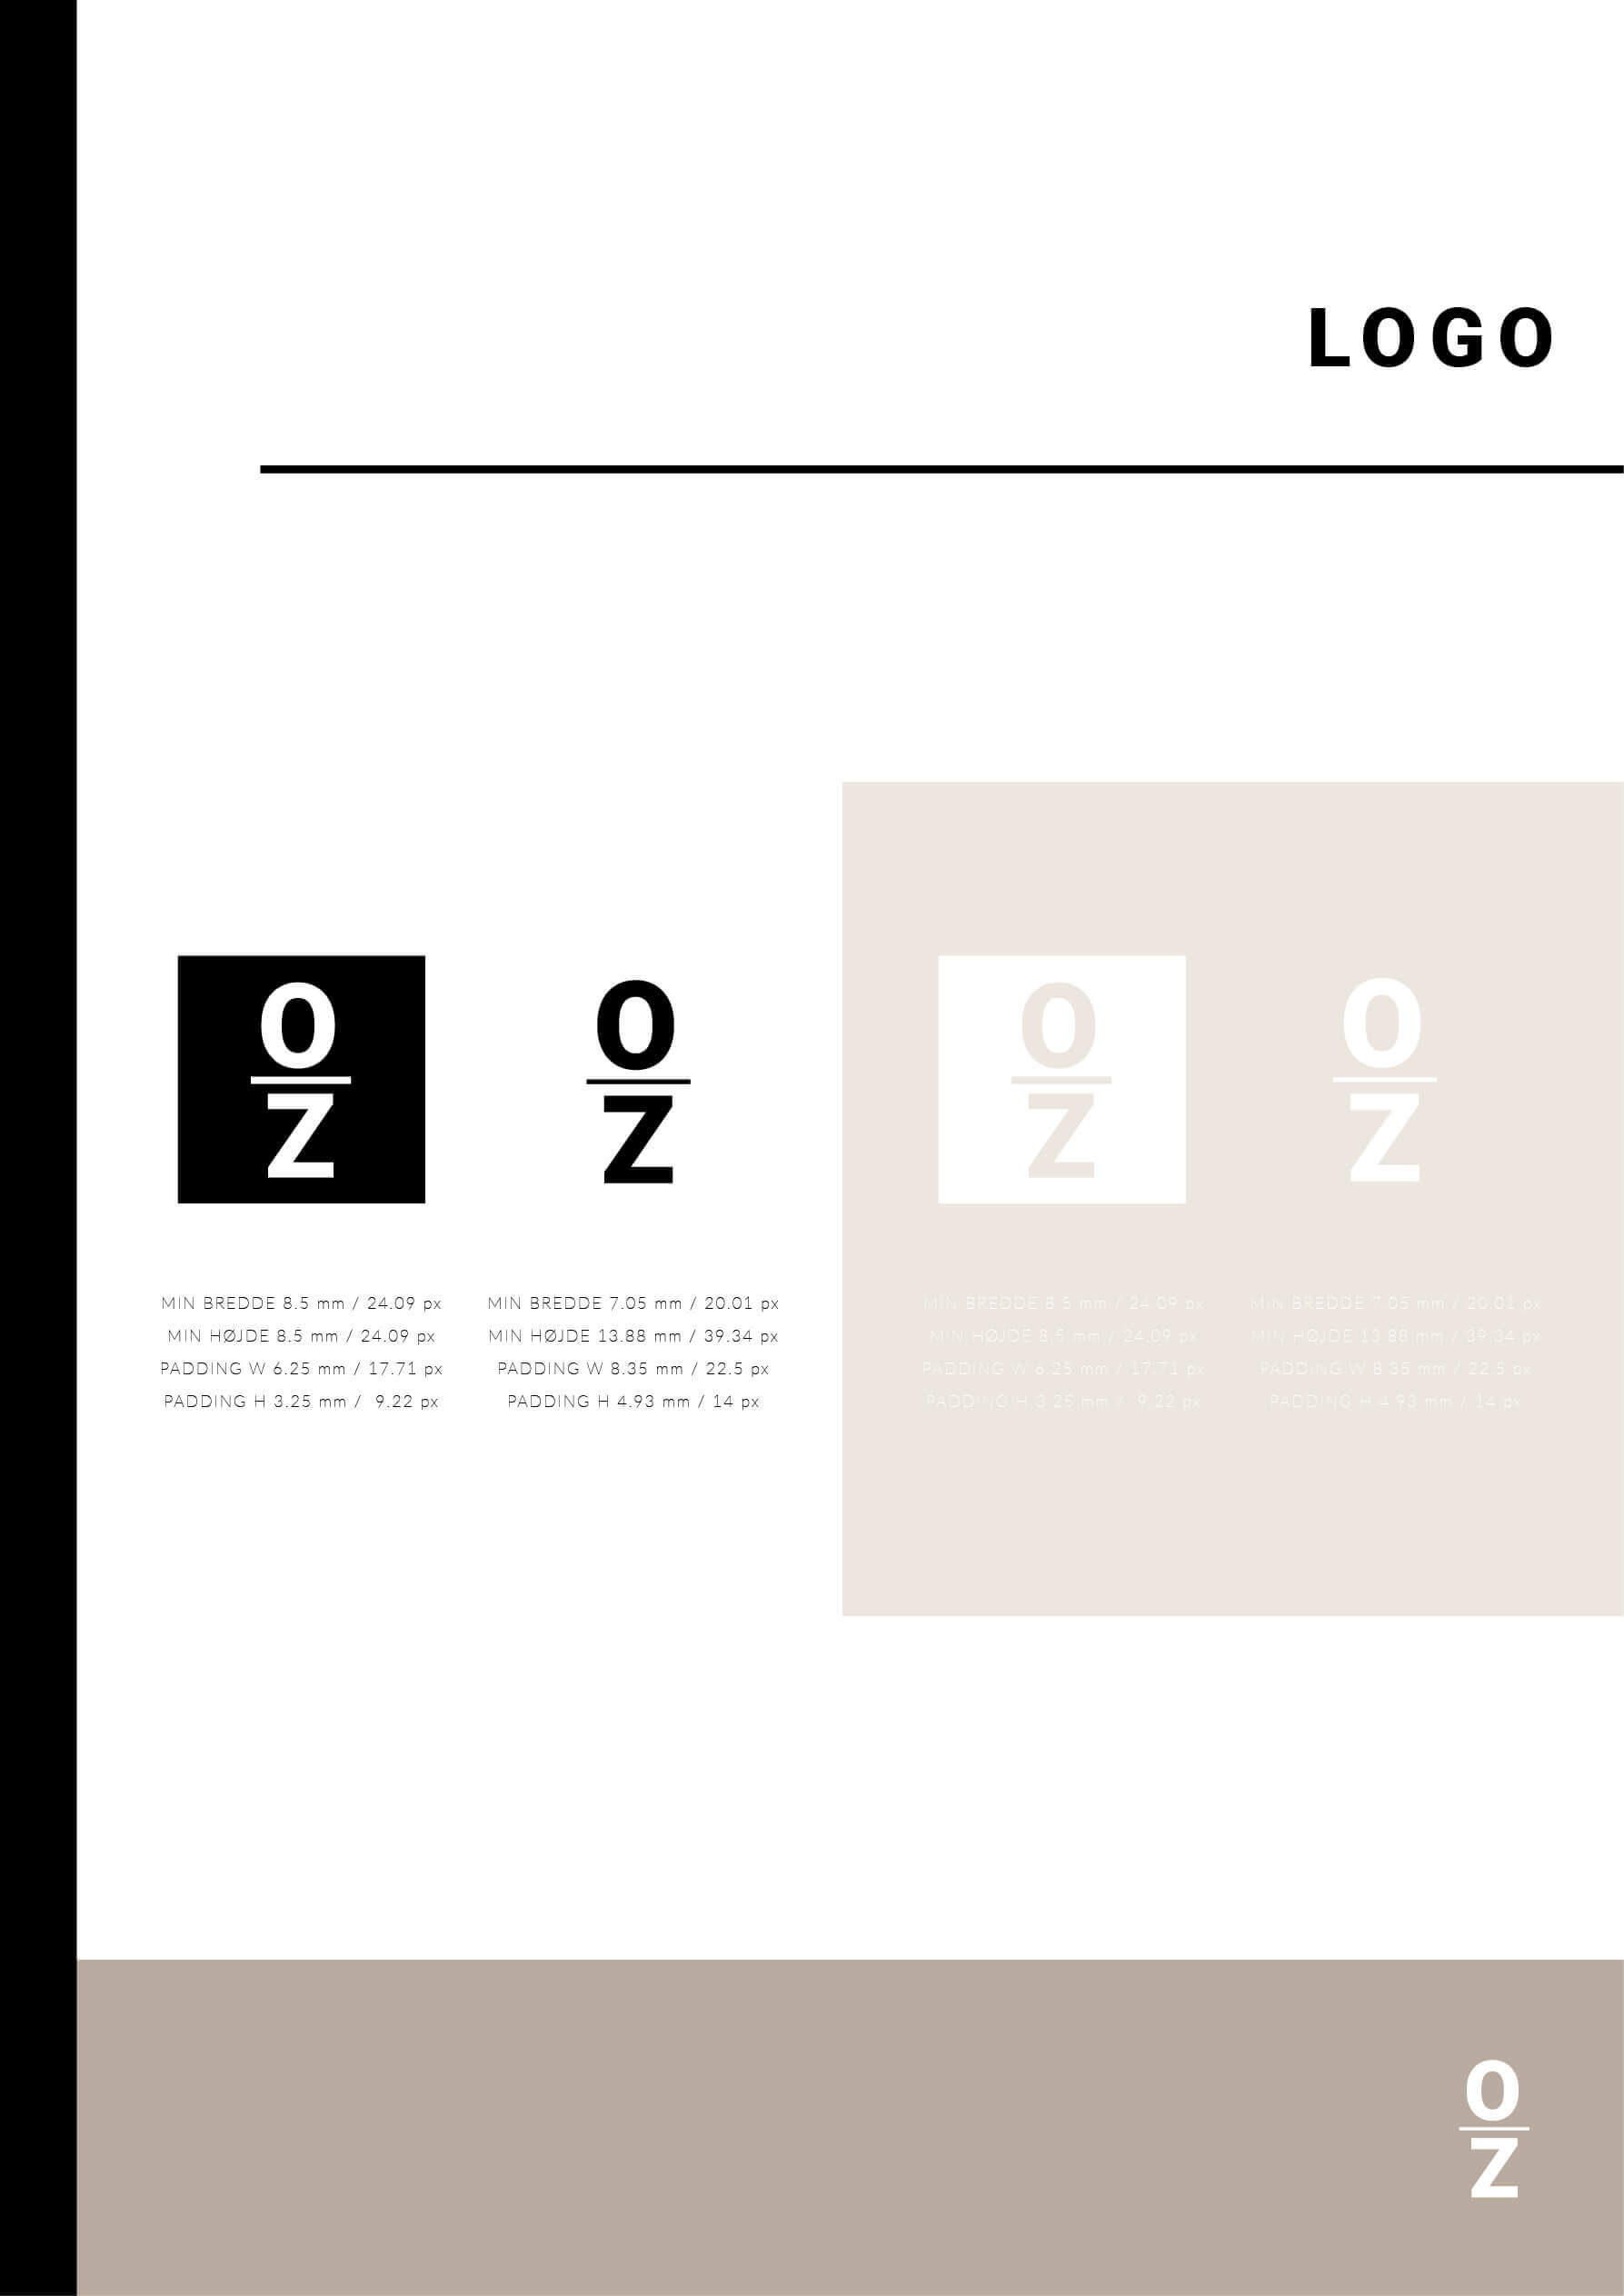 LOGO
O
Z
O
Z
O
Z
O
Z
MIN BREDDE 8.5 mm / 24.09 px
MIN HØJDE 8.5 mm / 24.09 px
PADDING W 6.25 mm / 17.71 px
PADDING H 3.25 mm / 9.22 px
MIN BREDDE 7.05 mm / 20.01 px
MIN HØJDE 13.88 mm / 39.34 px
PADDING W 8.35 mm / 22.5 px
PADDING H 4.93 mm / 14 px
MIN BREDDE 8.5 mm / 24.09 px
MIN HØJDE 8.5 mm / 24.09 px
PADDING W 6.25 mm / 17.71 px
PADDING H 3.25 mm / 9.22 px
MIN BREDDE 7.05 mm / 20.01 px
MIN HØJDE 13.88 mm / 39.34 px
PADDING W 8.35 mm / 22.5 px
PADDING H 4.93 mm / 14 px
O
Z